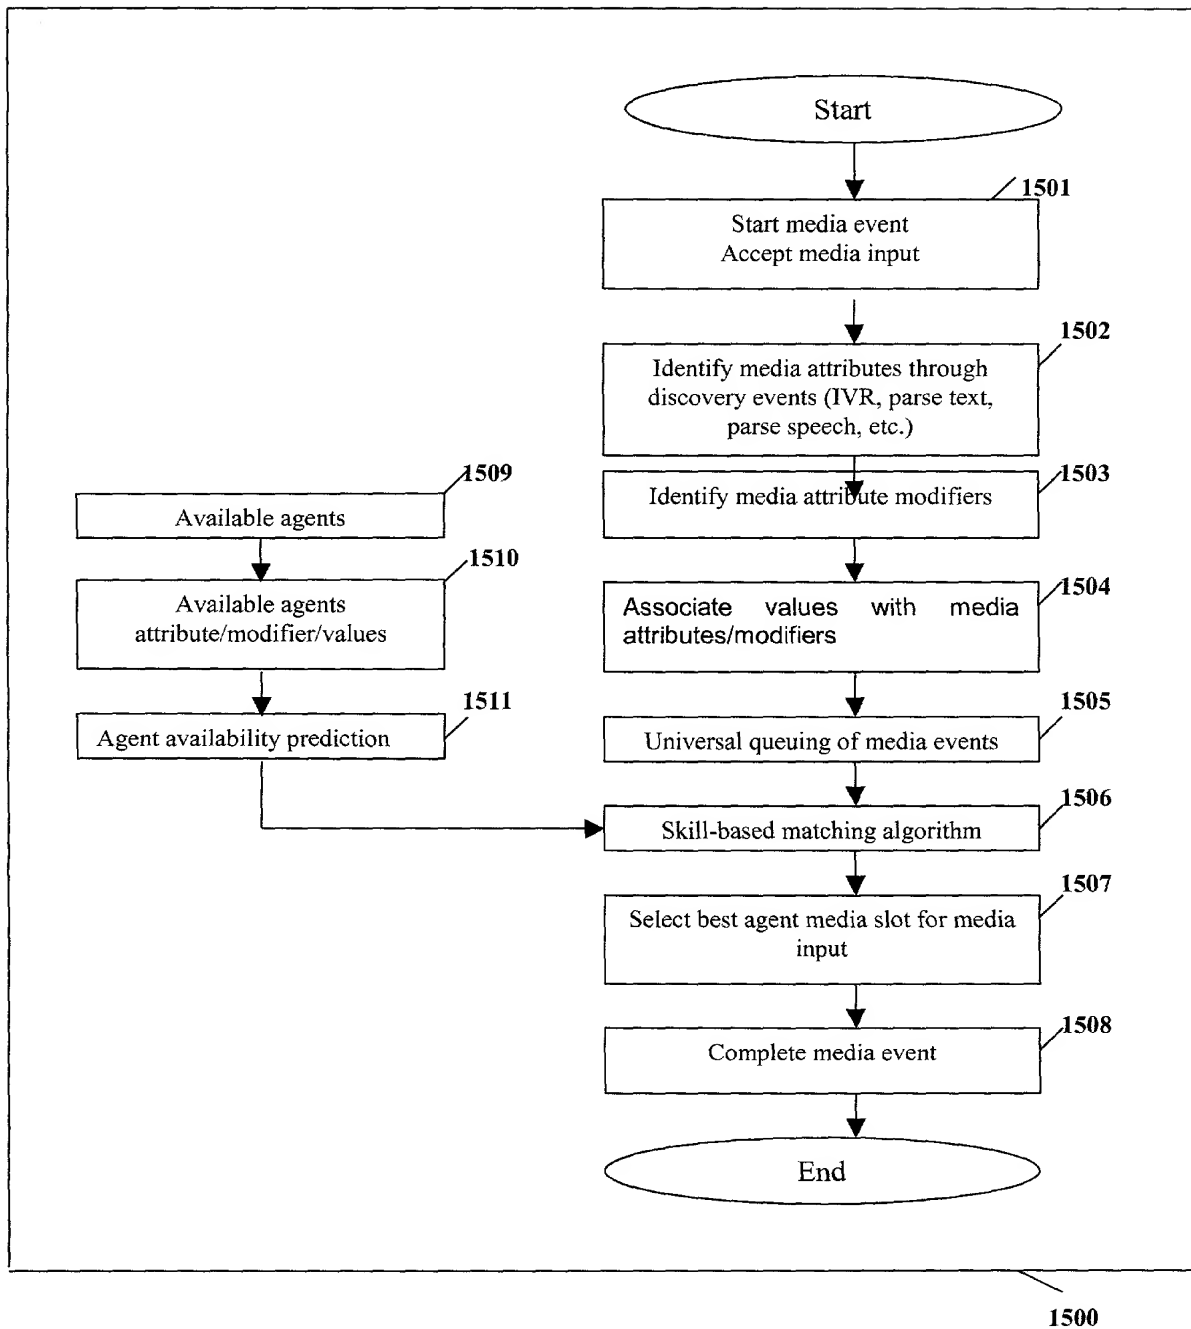 Start
1501
Start media event
Accept media input
1502
Identify media attributes through
discovery events (IVR, parse text,
parse speech, etc.)
1503
Identify media attribute modifiers
1509
Available agents
1510
Available agents
attribute/modifier/values
1504
Associate values with media
attributes/modifiers
1511
Agent availability prediction
1505
Universal queuing of media events
1506
Skill-based matching algorithm
1507
Select best agent media slot for media
input
1508
Complete media event
End
1500